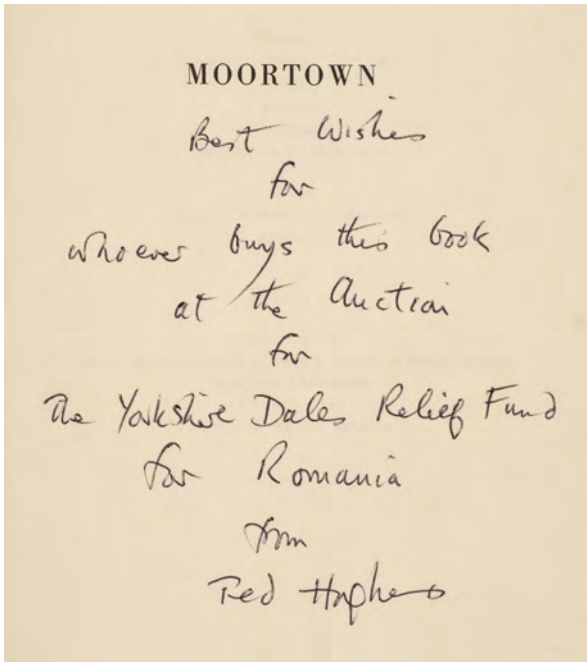 MOORTOWN
Best Wishes
for
whoever buys this book
at the Auction
for
The Yorkshire Dales Relief Fund
for Romania
from
Ted Hughes